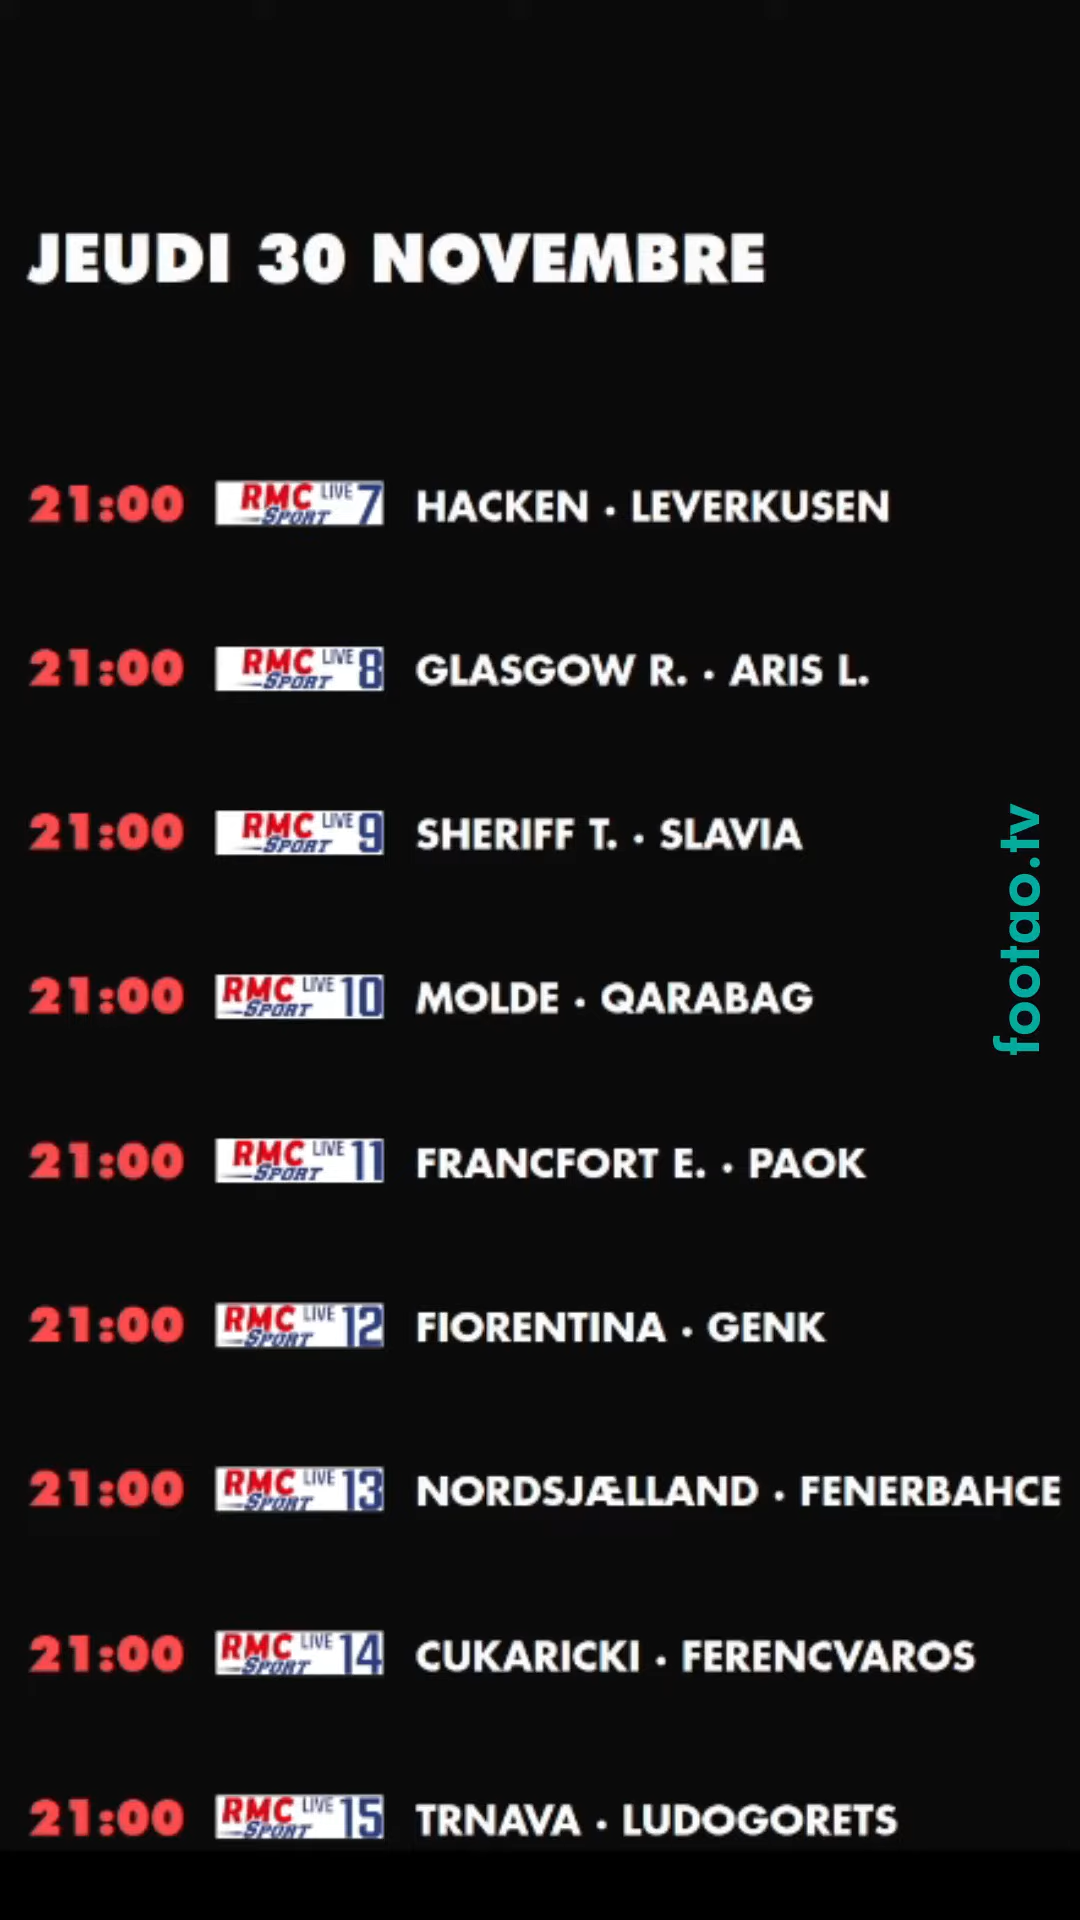 JEUDI 30 NOVEMBRE
21:00 RMC SPORT LIVE 7 HACKEN · LEVERKUSEN
21:00 RMC SPORT LIVE 8 GLASGOW R. · ARIS L.
21:00 RMC SPORT LIVE 9 SHERIFF T. · SLAVIA
21:00 RMC SPORT LIVE 10 MOLDE · QARABAG
21:00 RMC SPORT LIVE 11 FRANCFORT E. · PAOK
21:00 RMC SPORT LIVE 12 FIORENTINA · GENK
21:00 RMC SPORT LIVE 13 NORDSJÆLLAND · FENERBAHCE
21:00 RMC SPORT LIVE 14 CUKARICKI · FERENCVAROS
21:00 RMC SPORT LIVE 15 TRNAVA · LUDOGORETS
footao.tv